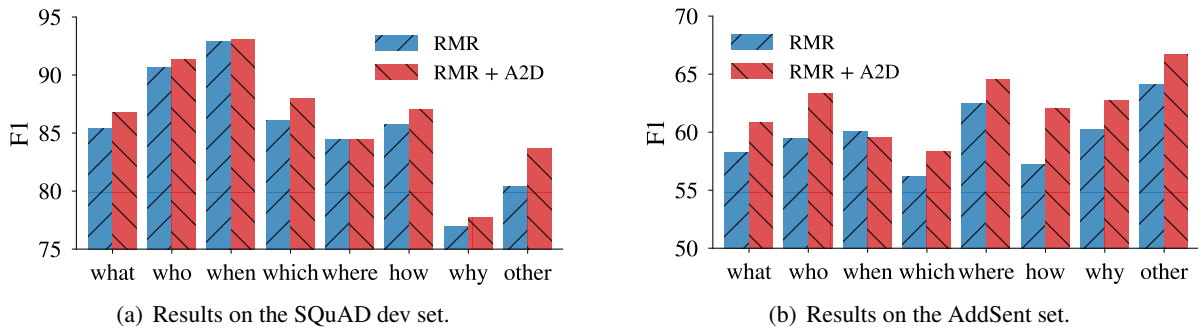 95
90
85
80
75
F1
RMR
RMR + A2D
what who when which where how why other
(a) Results on the SQuAD dev set.
70
65
60
55
50
F1
RMR
RMR + A2D
what who when which where how why other
(b) Results on the AddSent set.